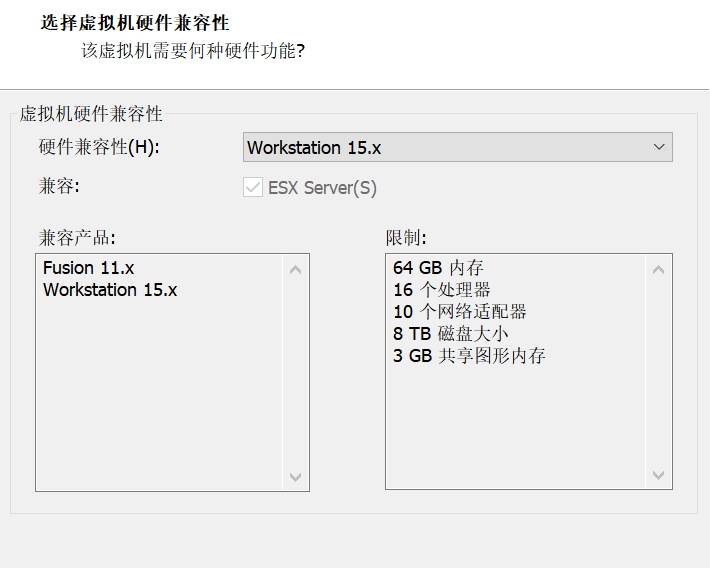 选择虚拟机硬件兼容性
该虚拟机需要何种硬件功能?
虚拟机硬件兼容性
硬件兼容性(H): Workstation 15.x
兼容: ESX Server(S)
兼容产品:
Fusion 11.x
Workstation 15.x
限制:
64 GB 内存
16 个处理器
10 个网络适配器
8 TB 磁盘大小
3 GB 共享图形内存